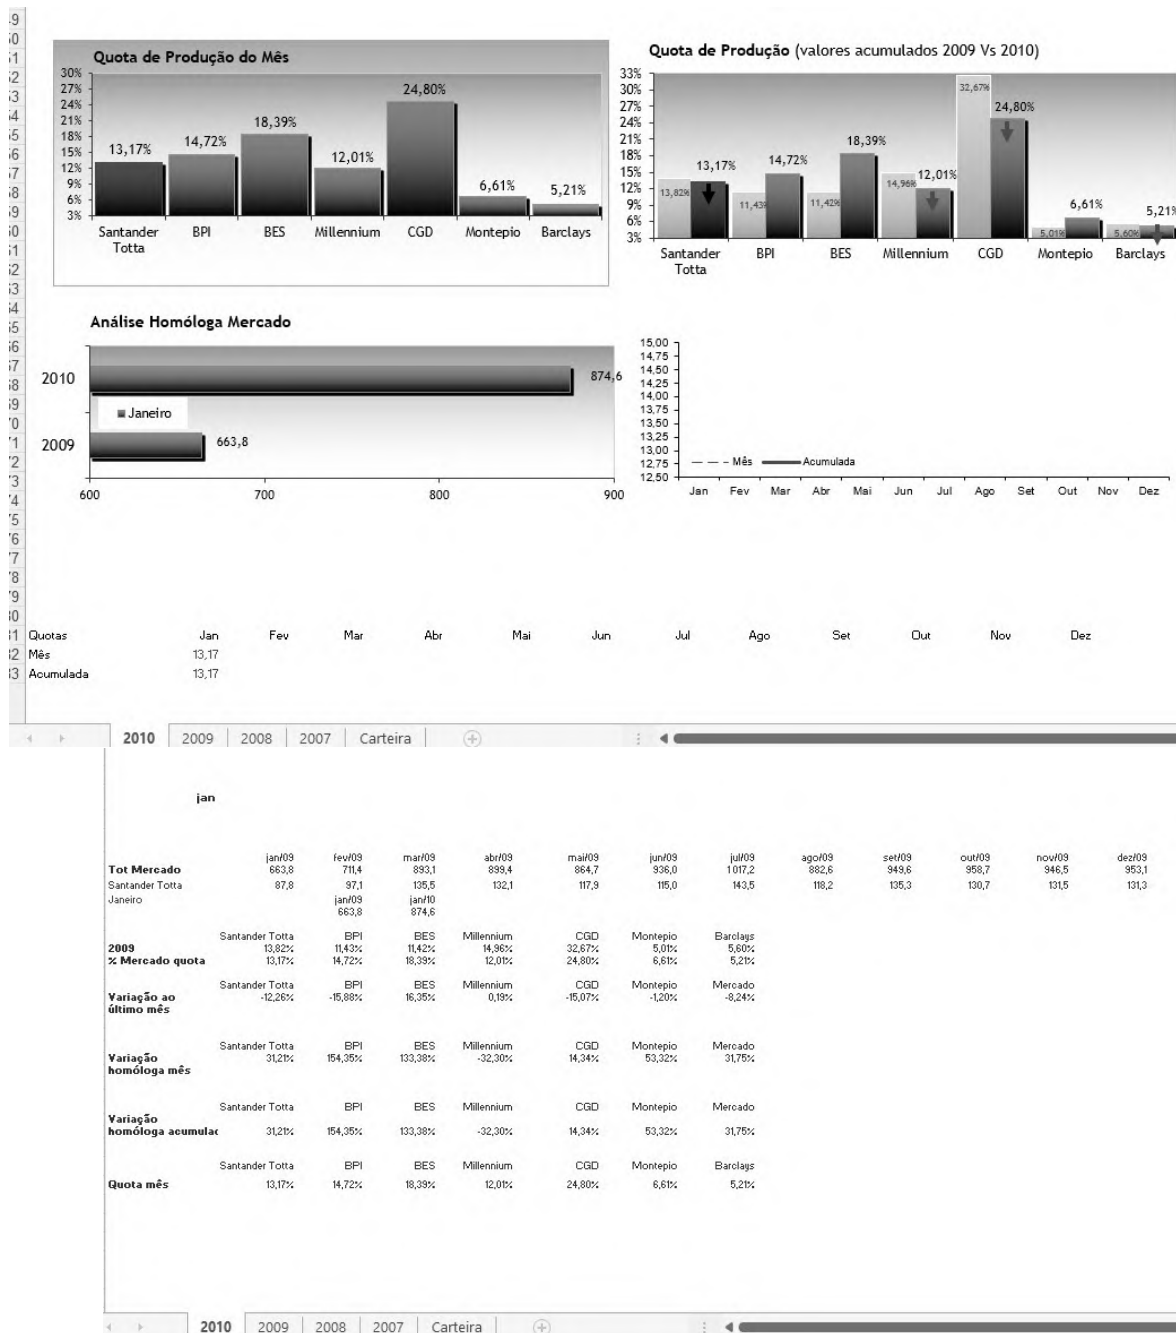 Quota de Produção do Mês
30%
27%
24%
21%
18%
15%
12%
9%
6%
3%
13,17%
14,72%
18,39%
12,01%
24,80%
6,61%
5,21%
Santander Totta BPI BES Millennium CGD Montepio Barclays
Quota de Produção (valores acumulados 2009 Vs 2010)
33%
30%
27%
24%
21%
18%
15%
12%
9%
6%
3%
13,82% 13,17%
11,43% 14,72%
11,42% 18,39%
14,96% 12,01%
32,67% 24,80%
5,01% 6,61%
5,60% 5,21%
Santander Totta BPI BES Millennium CGD Montepio Barclays
Análise Homóloga Mercado
2010 874,6
Janeiro
2009 663,8
600 700 800 900
15,00
14,75
14,50
14,25
14,00
13,75
13,50
13,25
13,00
12,75
12,50
Mês Acumulada
Jan Fev Mar Abr Mai Jun Jul Ago Set Out Nov Dez
Quotas Jan Fev Mar Abr Mai Jun Jul Ago Set Out Nov Dez
Mês 13,17
Acumulada 13,17
2010 2009 2008 2007 Carteira
jan
jan/09 fev/09 mar/09 abr/09 mai/09 jun/09 jul/09 ago/09 set/09 out/09 nov/09 dez/09
Tot Mercado 663,8 711,4 893,1 899,4 864,7 936,0 1017,2 882,6 949,6 958,7 946,5 953,1
Santander Totta 87,8 97,1 135,5 132,1 117,9 115,0 143,5 118,2 135,3 130,7 131,5 131,3
Janeiro jan/09 jan/10
663,8 874,6
Santander Totta BPI BES Millennium CGD Montepio Barclays
2009 13,82% 11,43% 11,42% 14,96% 32,67% 5,01% 5,60%
% Mercado quota 13,17% 14,72% 18,39% 12,01% 24,80% 6,61% 5,21%
Santander Totta BPI BES Millennium CGD Montepio Mercado
Variação ao -12,26% -15,88% 16,35% 0,19% -15,07% -1,20% -8,24%
último mês
Santander Totta BPI BES Millennium CGD Montepio Mercado
Variação 31,21% 154,35% 133,38% -32,30% 14,34% 53,32% 31,75%
homóloga mês
Santander Totta BPI BES Millennium CGD Montepio Mercado
Variação
homóloga acumulac 31,21% 154,35% 133,38% -32,30% 14,34% 53,32% 31,75%
Santander Totta BPI BES Millennium CGD Montepio Barclays
Quota mês 13,17% 14,72% 18,39% 12,01% 24,80% 6,61% 5,21%
2010 2009 2008 2007 Carteira